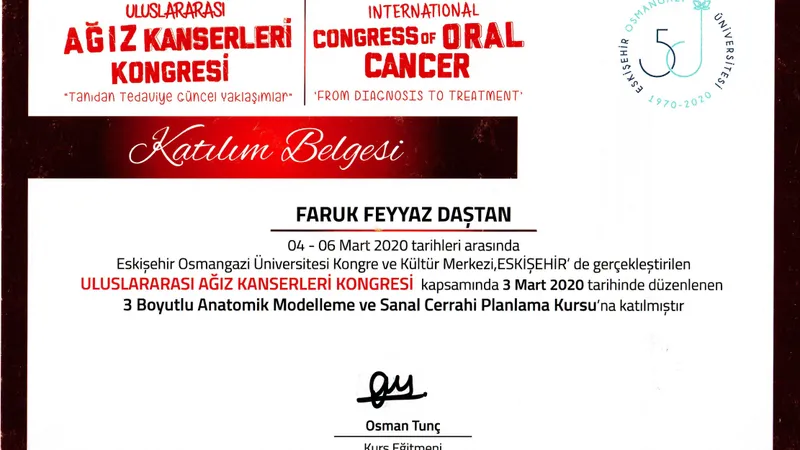 ULUSLARARASI
AĞIZ KANSERLERİ
KONGRESİ
"Tanıdan Tedaviye Güncel Yaklaşımlar"
INTERNATIONAL
CONGRESS OF ORAL
CANCER
'FROM DIAGNOSIS TO TREATMENT'
ESKİŞEHİR OSMANGAZİ ÜNİVERSİTESİ
50
1970-2020
Katılım Belgesi
FARUK FEYYAZ DAŞTAN
04 - 06 Mart 2020 tarihleri arasında
Eskişehir Osmangazi Üniversitesi Kongre ve Kültür Merkezi,ESKİŞEHİR' de gerçekleştirilen
ULUSLARARASI AĞIZ KANSERLERİ KONGRESİ kapsamında 3 Mart 2020 tarihinde düzenlenen
3 Boyutlu Anatomik Modelleme ve Sanal Cerrahi Planlama Kursu'na katılmıştır
Osman Tunç
Kurs Eğitmeni